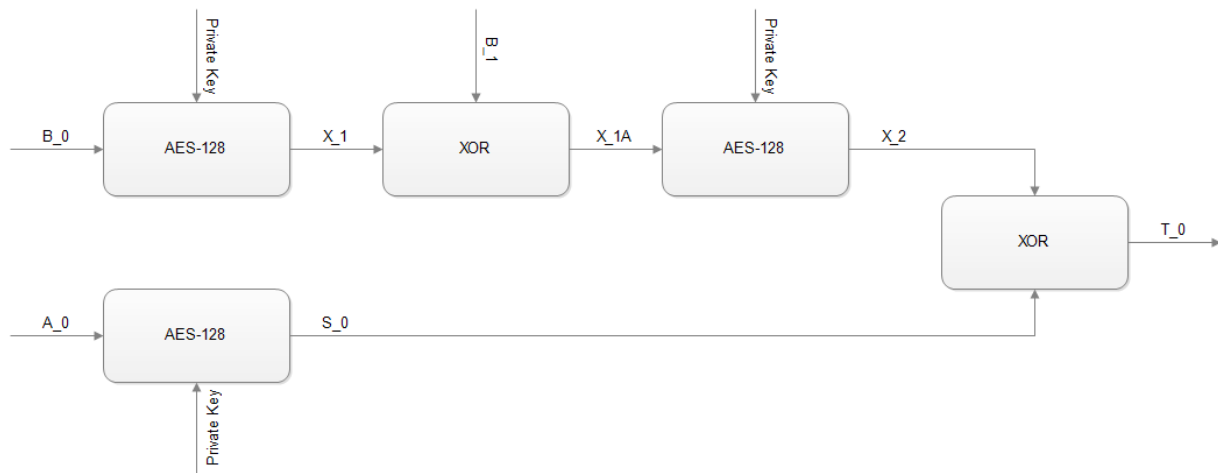 Private Key
B_1
Private Key
B_0
AES-128
X_1
XOR
X_1A
AES-128
X_2
XOR
T_0
A_0
AES-128
S_0
Private Key